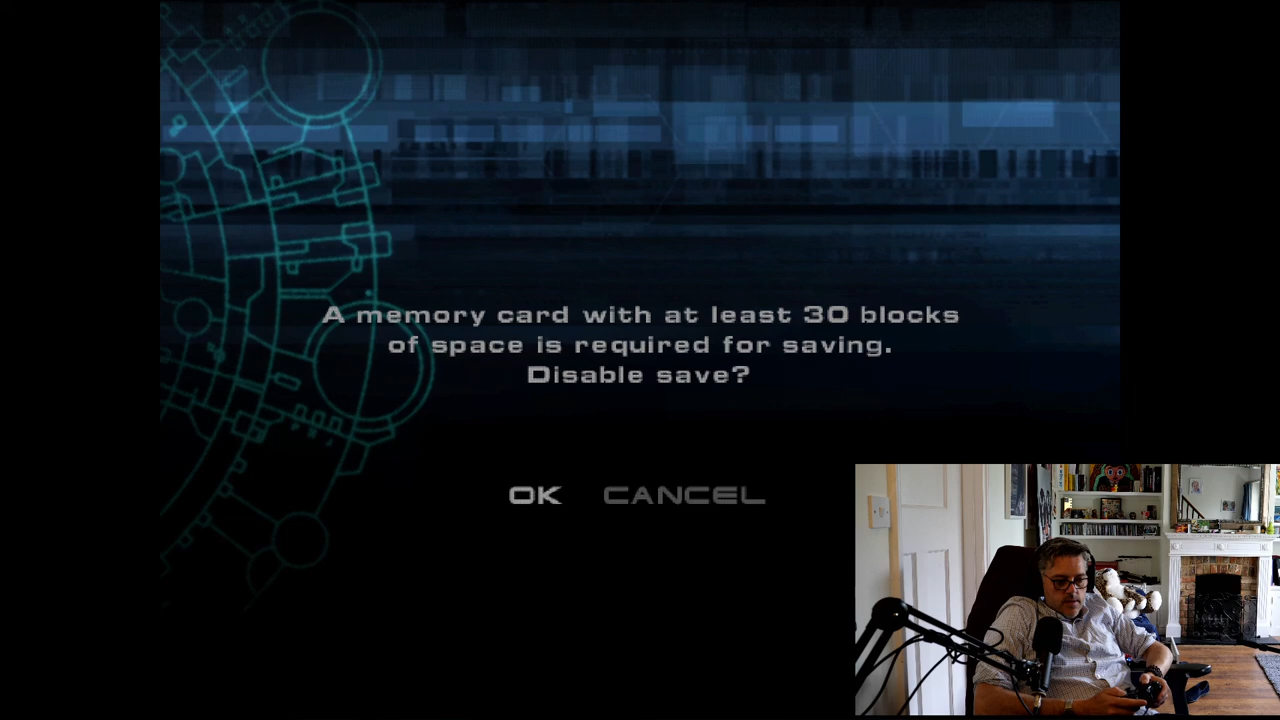 A memory card with at least 30 blocks
of space is required for saving.
Disable save?
OK CANCEL